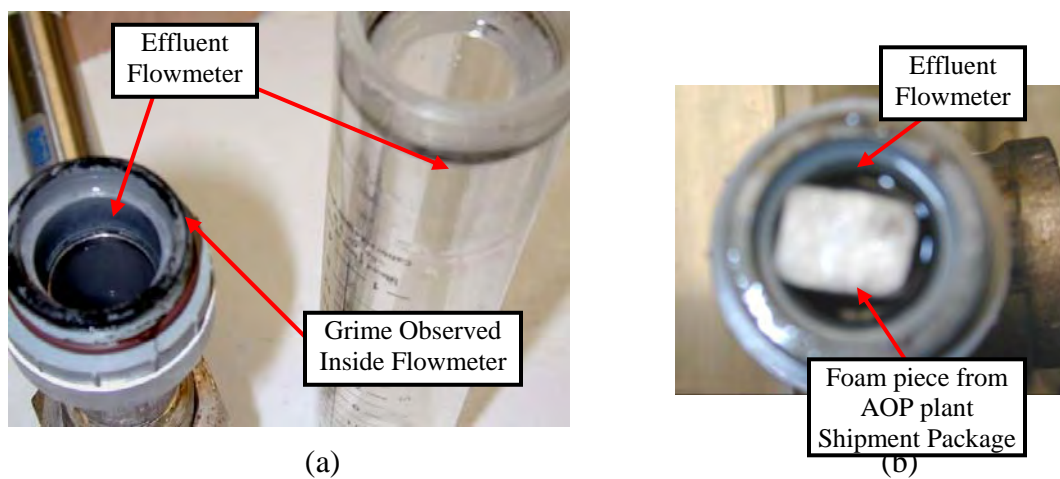 Effluent
Flowmeter
Grime Observed
Inside Flowmeter
(a)
Effluent
Flowmeter
Foam piece from
AOP plant
Shipment Package
(b)